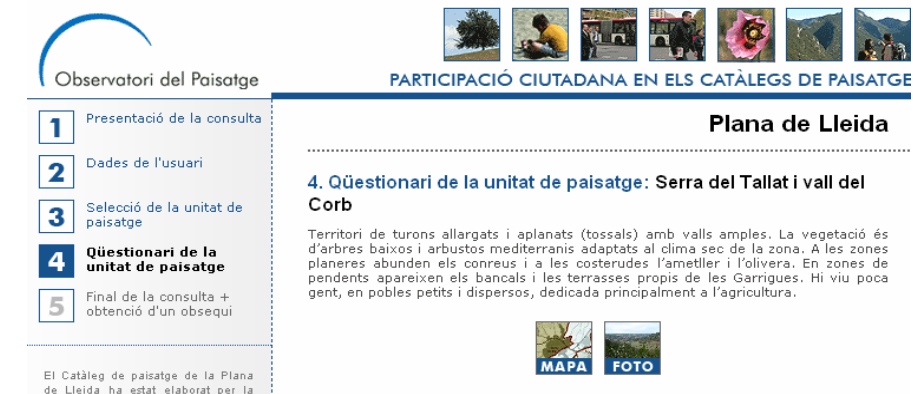 Observatori del Paisatge
PARTICIPACIÓ CIUTADANA EN ELS CATÀLEGS DE PAISATGE
1
Presentació de la consulta
2
Dades de l'usuari
3
Selecció de la unitat de
paisatge
4
Qüestionari de la
unitat de paisatge
5
Final de la consulta +
obtenció d'un obsequi
El Catàleg de paisatge de la Plana
de Lleida ha estat elaborat per la
Plana de Lleida
4. Qüestionari de la unitat de paisatge: Serra del Tallat i vall del
Corb
Territori de turons allargats i aplanats (tossals) amb valls amples. La vegetació és
d'arbres baixos i arbustos mediterranis adaptats al clima sec de la zona. A les zones
planeres abunden els conreus i a les costerudes l'ametller i l'olivera. En zones de
pendents apareixen els bancals i les terrasses propis de les Garrigues. Hi viu poca
gent, en pobles petits i dispersos, dedicada principalment a l'agricultura.
MAPA
FOTO